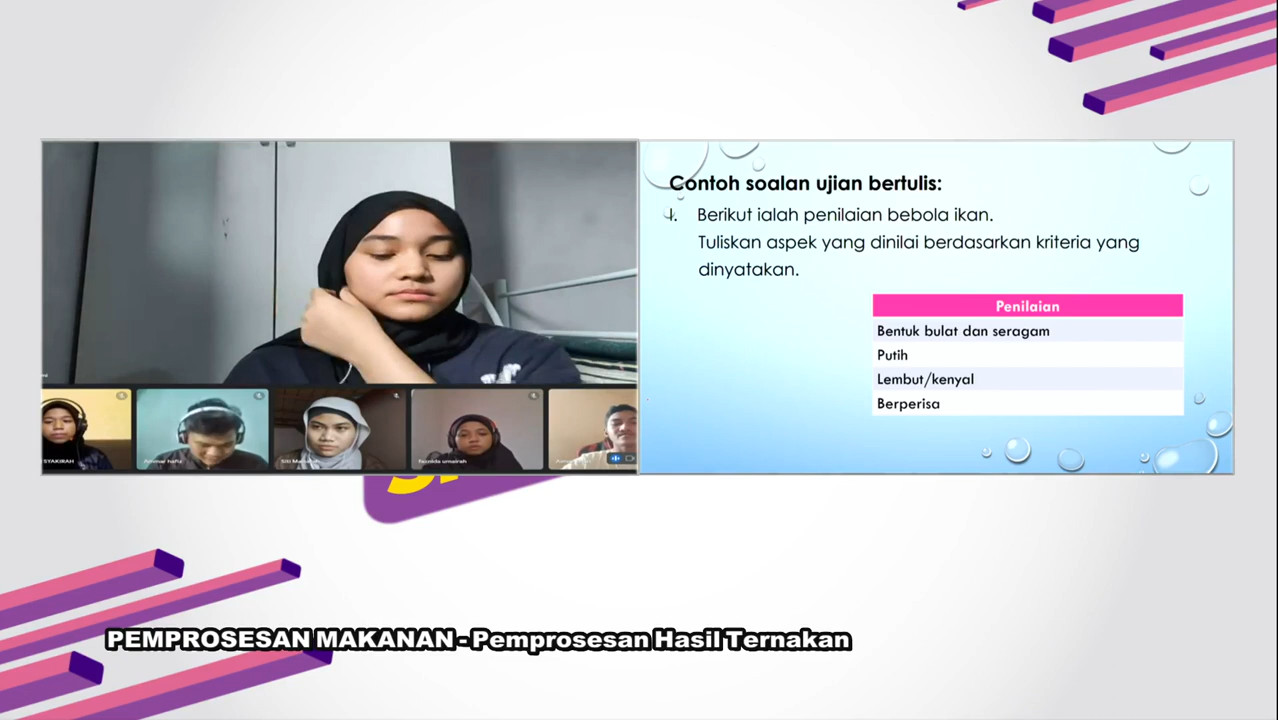 Contoh soalan ujian bertulis:
I. Berikut ialah penilaian bebola ikan.
Tuliskan aspek yang dinilai berdasarkan kriteria yang
dinyatakan.
Penilaian
Bentuk bulat dan seragam
Putih
Lembut/kenyal
Berperisa
SYAKIRAH
PEMPROSESAN MAKANAN - Pemprosesan Hasil Ternakan